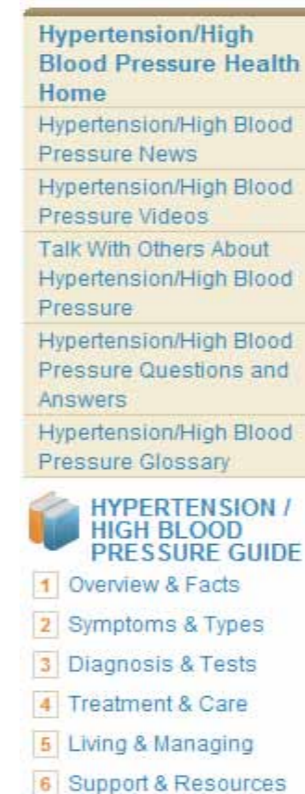 Hypertension/High
Blood Pressure Health
Home
Hypertension/High Blood
Pressure News
Hypertension/High Blood
Pressure Videos
Talk With Others About
Hypertension/High Blood
Pressure
Hypertension/High Blood
Pressure Questions and
Answers
Hypertension/High Blood
Pressure Glossary
HYPERTENSION /
HIGH BLOOD
PRESSURE GUIDE
1 Overview & Facts
2 Symptoms & Types
3 Diagnosis & Tests
4 Treatment & Care
5 Living & Managing
6 Support & Resources